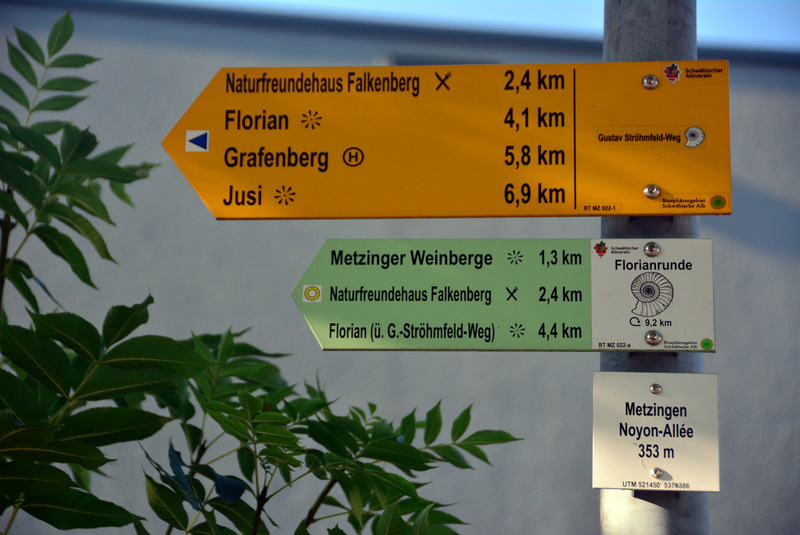 Naturfreundehaus Falkenberg 2,4 km
Florian 4,1 km
Grafenberg H 5,8 km
Jusi 6,9 km
Schwäbischer
Albverein
Gustav Ströhmfeld-Weg
RT MZ 022-1
Biosphärengebiet
Schwäbische Alb
Metzinger Weinberge 1,3 km
Naturfreundehaus Falkenberg 2,4 km
Florian (ü. G.-Ströhmfeld-Weg) 4,4 km
Schwäbischer
Albverein
Florianrunde
9,2 km
RT MZ 022-x
Biosphärengebiet
Schwäbische Alb
Metzingen
Noyon-Allée
353 m
UTM 521450 5376386